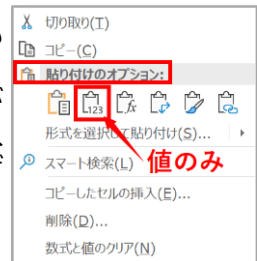 切り取り(T)
コピー(C)
貼り付けのオプション:
123
fx
形式を選択して貼り付け(S)...
スマート検索(L)
値のみ
コピーしたセルの挿入(E)...
削除(D)...
数式と値のクリア(N)